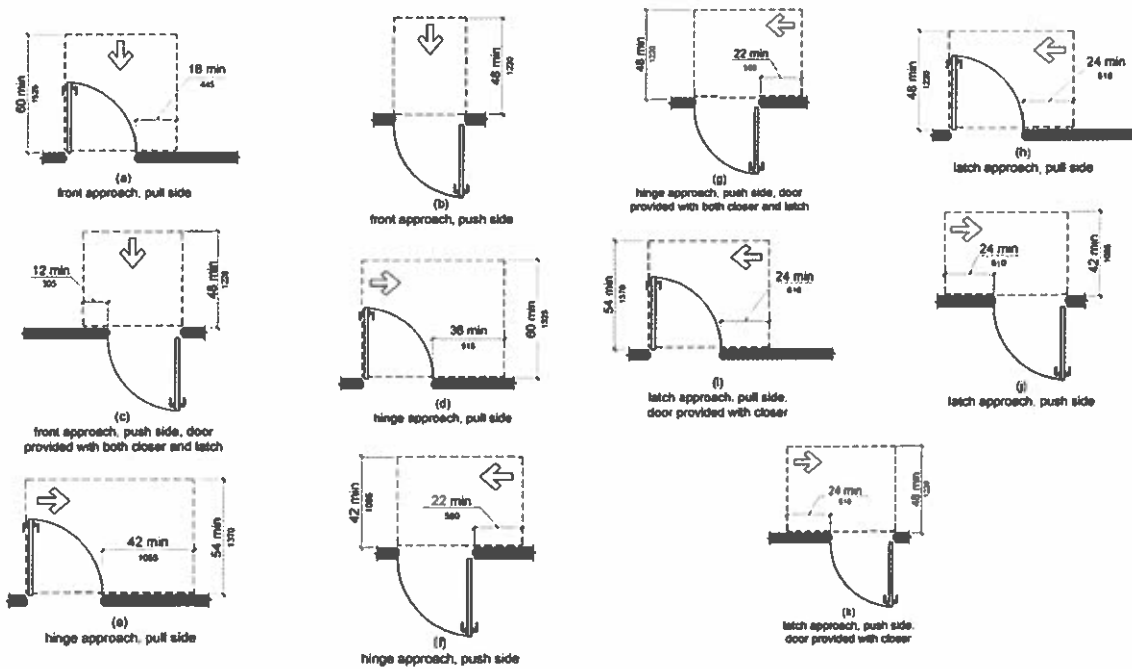 60 min
1525
18 min
445
(a)
front approach, pull side
48 min
1220
(b)
front approach, push side
48 min
1220
22 min
560
(g)
hinge approach, push side, door
provided with both closer and latch
48 min
1220
24 min
610
(h)
latch approach, pull side
12 min
305
48 min
1220
(c)
front approach, push side, door
provided with both closer and latch
36 min
915
60 min
1525
(d)
hinge approach, pull side
54 min
1370
24 min
610
(i)
latch approach, pull side,
door provided with closer
24 min
610
42 min
1065
(j)
latch approach, push side
42 min
1065
54 min
1370
(e)
hinge approach, pull side
42 min
1065
22 min
560
(f)
hinge approach, push side
24 min
610
48 min
1220
(k)
latch approach, push side,
door provided with closer